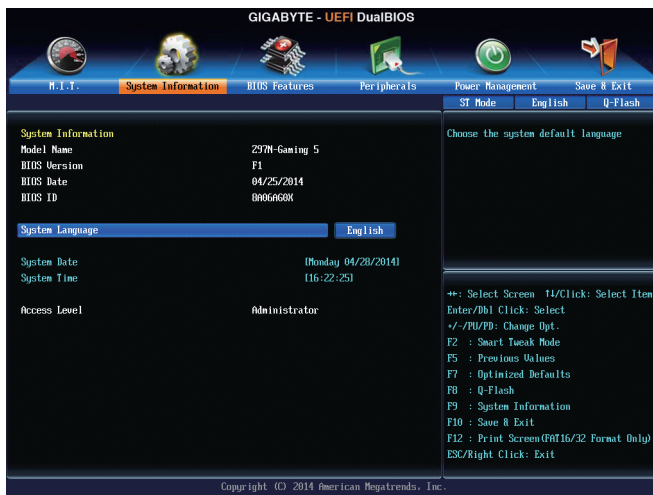 GIGABYTE - UEFI DualBIOS
M.I.T. System Information BIOS Features Peripherals Power Management Save & Exit
ST Mode English Q-Flash
System Information
Model Name Z97N-Gaming 5
BIOS Version F1
BIOS Date 04/25/2014
BIOS ID 8A06AG0X
System Language English
System Date [Monday 04/28/2014]
System Time [16:22:25]
Access Level Administrator
Choose the system default language
→←: Select Screen ↑↓/Click: Select Item
Enter/Dbl Click: Select
+/-/PU/PD: Change Opt.
F2 : Smart Tweak Mode
F5 : Previous Values
F7 : Optimized Defaults
F8 : Q-Flash
F9 : System Information
F10 : Save & Exit
F12 : Print Screen(FAT16/32 Format Only)
ESC/Right Click: Exit
Copyright (C) 2014 American Megatrends, Inc.